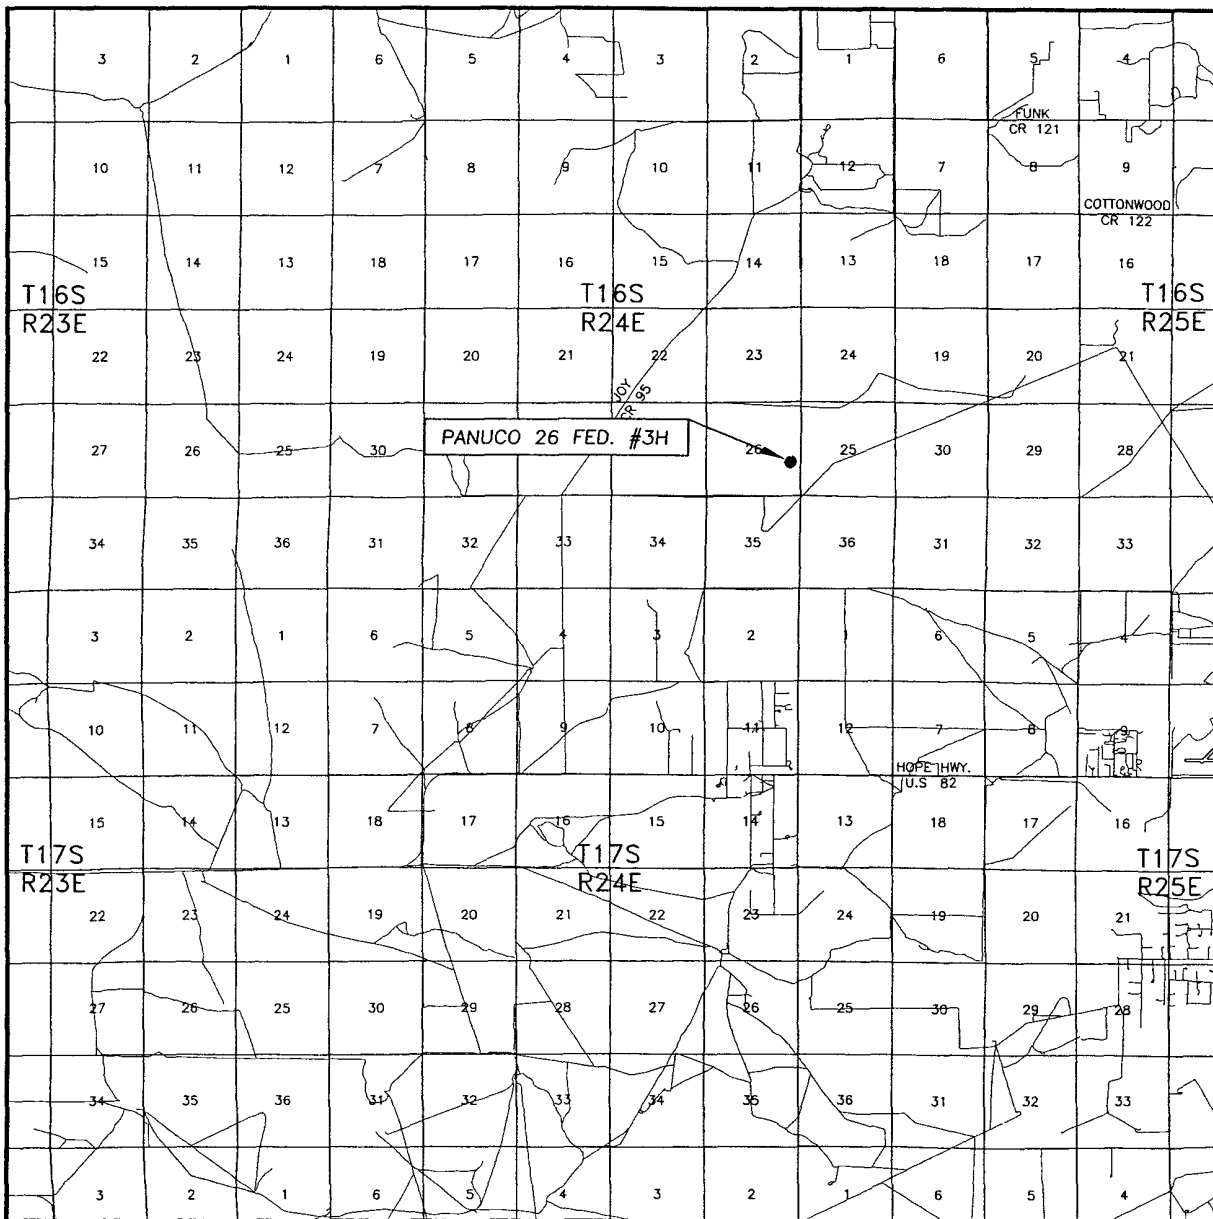 3 2 1 6 5 4 3 2 1 6 5 4
FUNK
CR 121
10 11 12 7 8 9 10 11 12 7 8 9
COTTONWOOD
CR 122
15 14 13 18 17 16 15 14 13 18 17 16
T16S T16S T16S
R23E R24E R25E
22 23 24 19 20 21 22 23 24 19 20 21
JOY
CR 95
PANUCO 26 FED. #3H
27 26 25 30 26 25 30 29 28
34 35 36 31 32 33 34 35 36 31 32 33
3 2 1 6 5 4 3 2 1 6 5 4
10 11 12 7 8 9 10 11 12 7 8 9
HOPE HWY.
U.S 82
15 14 13 18 17 16 15 14 13 18 17 16
T17S T17S T17S
R23E R24E R25E
22 23 24 19 20 21 22 23 24 19 20 21
27 26 25 30 29 28 27 26 25 30 29 28
34 35 36 31 32 33 34 35 36 31 32 33
3 2 1 6 5 4 3 2 1 6 5 4